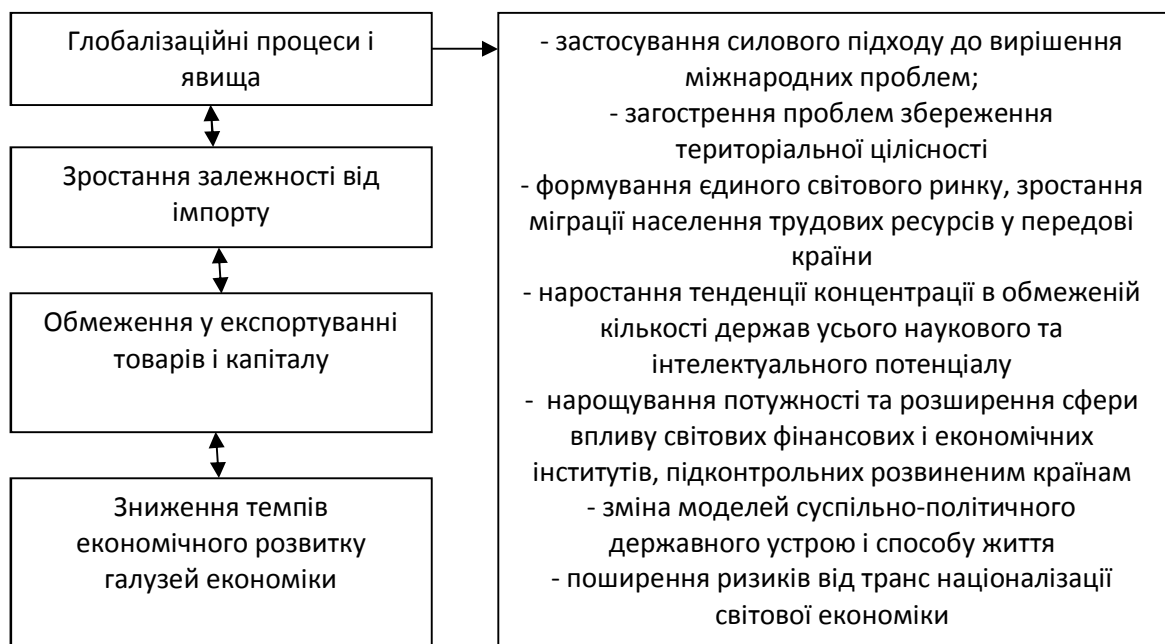 Глобалізаційні процеси і
явища
Зростання залежності від
імпорту
Обмеження у експортуванні
товарів і капіталу
Зниження темпів
економічного розвитку
галузей економіки
- застосування силового підходу до вирішення
міжнародних проблем;
- загострення проблем збереження
територіальної цілісності
- формування єдиного світового ринку, зростання
міграції населення трудових ресурсів у передові
країни
- наростання тенденції концентрації в обмеженій
кількості держав усього наукового та
інтелектуального потенціалу
- нарощування потужності та розширення сфери
впливу світових фінансових і економічних
інститутів, підконтрольних розвиненим країнам
- зміна моделей суспільно-політичного
державного устрою і способу життя
- поширення ризиків від транс націоналізації
світової економіки